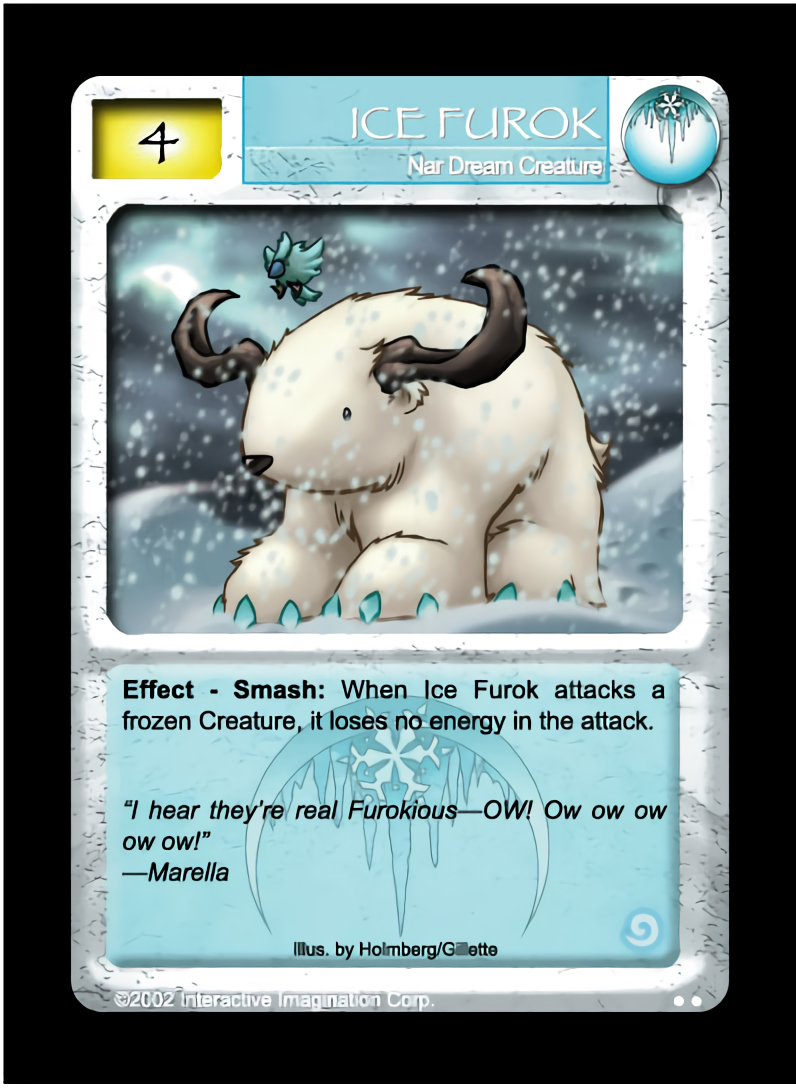 4
ICE FUROK
Nar Dream Creature
Effect - Smash: When Ice Furok attacks a
frozen Creature, it loses no energy in the attack.
“I hear they're real Furokious—OW! Ow ow ow
ow ow!”
—Marella
Illus. by Holmberg/Gillette
©2002 Interactive Imagination Corp.